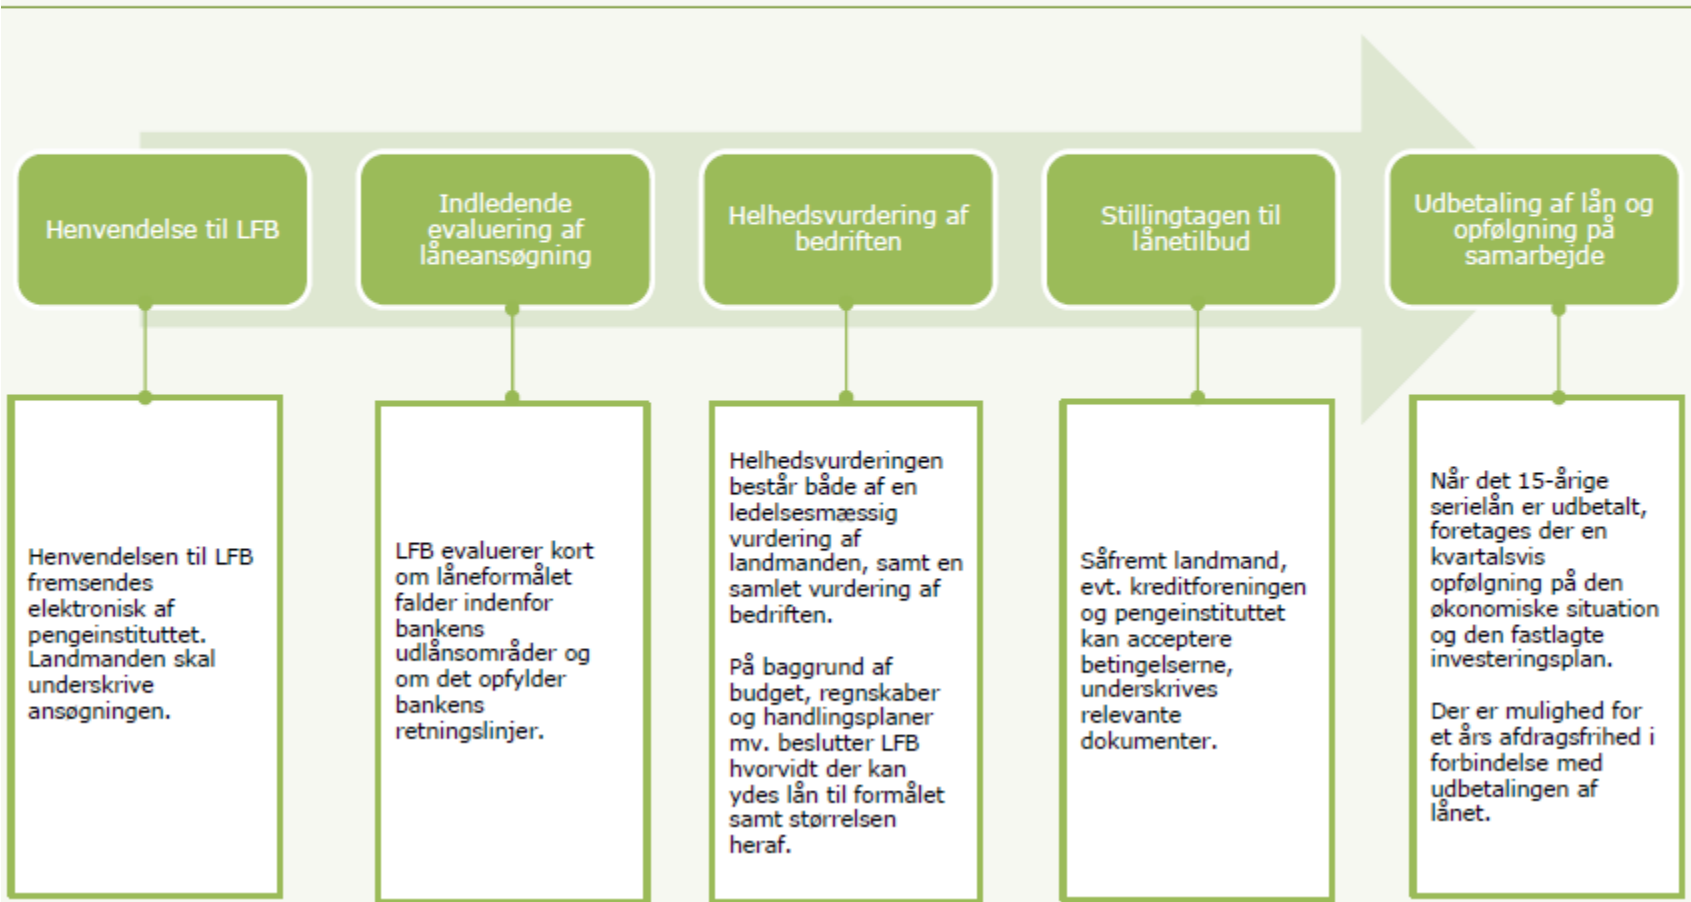 Henvendelse til LFB
Indledende
evaluering af
låneansøgning
Helhedsvurdering af
bedriften
Stillingtagen til
lånetilbud
Udbetaling af lån og
opfølgning på
samarbejde
Henvendelsen til LFB
fremsendes
elektronisk af
pengeinstituttet.
Landmanden skal
underskrive
ansøgningen.
LFB evaluerer kort
om låneformålet
falder indenfor
bankens
udlånsområder og
om det opfylder
bankens
retningslinjer.
Helhedsvurderingen
består både af en
ledelsesmæssig
vurdering af
landmanden, samt en
samlet vurdering af
bedriften.
På baggrund af
budget, regnskaber
og handlingsplaner
mv. beslutter LFB
hvorvidt der kan
ydes lån til formålet
samt størrelsen
heraf.
Såfremt landmand,
evt. kreditforeningen
og pengeinstituttet
kan acceptere
betingelserne,
underskrives
relevante
dokumenter.
Når det 15-årige
serielån er udbetalt,
foretages der en
kvartalsvis
opfølgning på den
økonomiske situation
og den fastlagte
investeringsplan.
Der er mulighed for
et års afdragsfrihed i
forbindelse med
udbetalingen af
lånet.